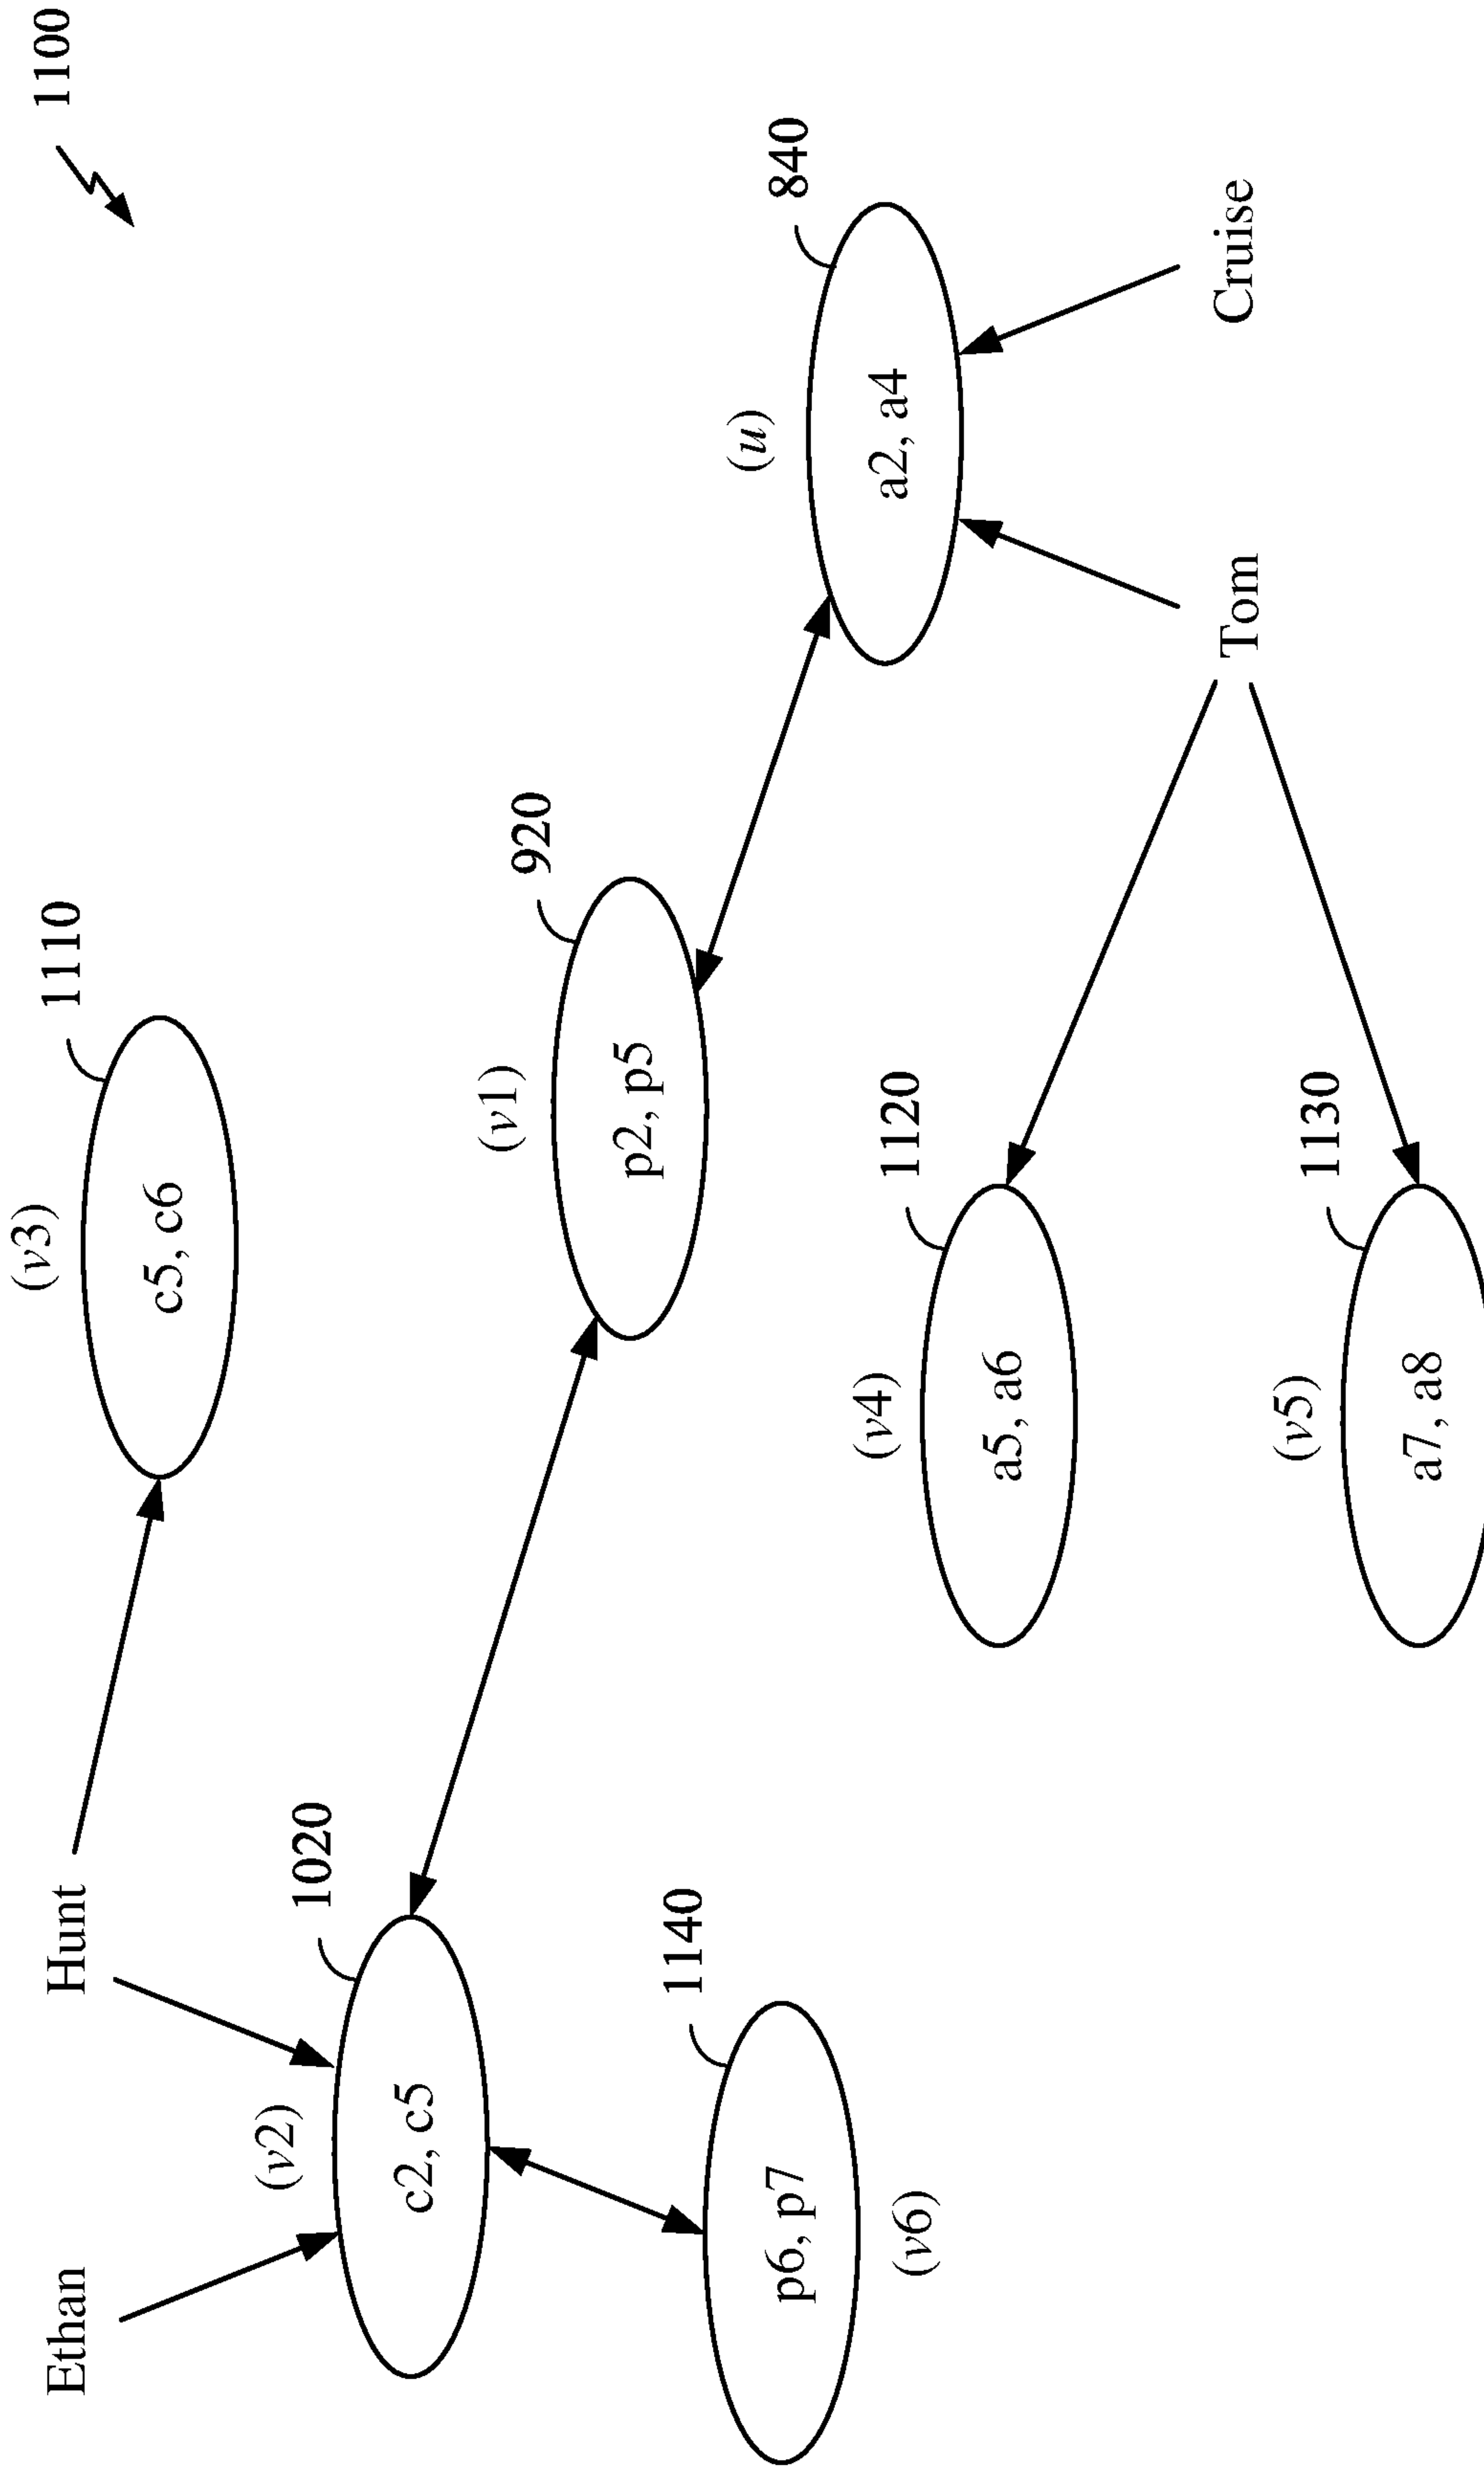 1100
Ethan
Hunt
(v3)
1110
c5, c6
(v2)
1020
c2, c5
(v1)
920
p2, p5
1140
p6, p7
(v6)
(u)
840
a2, a4
(v4)
1120
a5, a6
Tom
Cruise
(v5)
1130
a7, a8